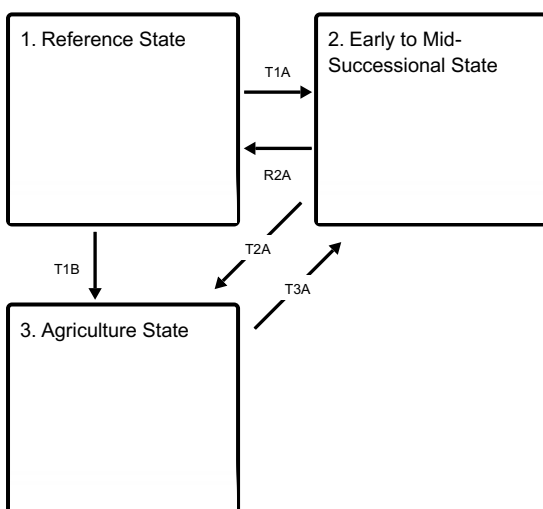 1. Reference State
2. Early to Mid-
Successional State
T1A
R2A
T1B
T2A
T3A
3. Agriculture State